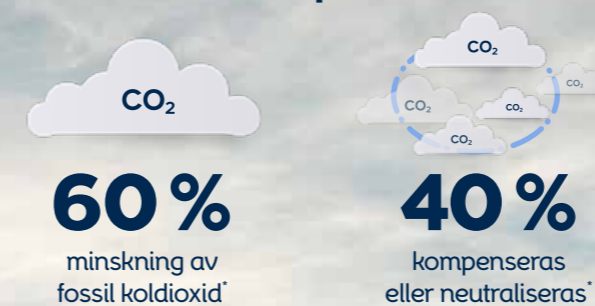 CO₂
60 %
minskning av
fossil koldioxid*
CO₂
CO₂
CO₂
CO₂
CO₂
40 %
kompenseras
eller neutraliseras*